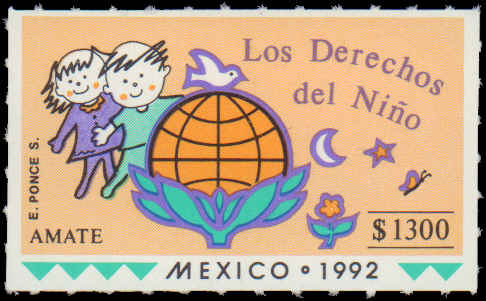 Los Derechos
del Niño
E. PONCE S.
AMATE
$1300
MEXICO • 1992